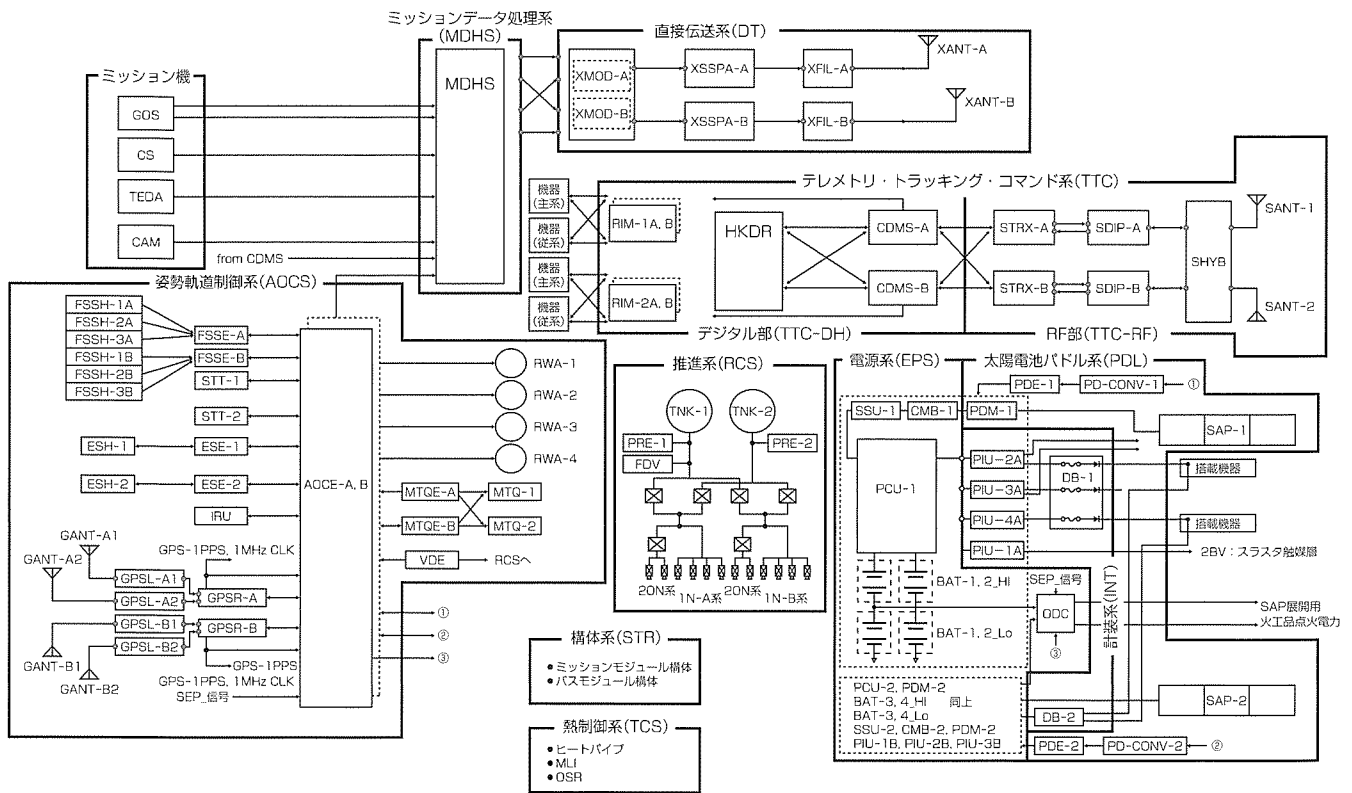 ミッションデータ処理系
(MDHS)
MDHS
ミッション機
GOS
CS
TEDA
CAM
from CDMS
直接伝送系(DT)
XMOD-A
XMOD-B
XSSPA-A
XSSPA-B
XFIL-A
XFIL-B
XANT-A
XANT-B
テレメトリ・トラッキング・コマンド系(TTC)
機器
(主系)
機器
(従系)
機器
(主系)
機器
(従系)
RIM-1A, B
RIM-2A, B
HKDR
CDMS-A
CDMS-B
STRX-A
STRX-B
SDIP-A
SDIP-B
SHYB
SANT-1
SANT-2
デジタル部(TTC-DH)
RF部(TTC-RF)
姿勢軌道制御系(AOCS)
FSSH-1A
FSSH-2A
FSSH-3A
FSSH-1B
FSSH-2B
FSSH-3B
FSSE-A
FSSE-B
STT-1
STT-2
ESH-1
ESE-1
ESH-2
ESE-2
IRU
GANT-A1
GANT-A2
GPS-1PPS, 1MHz CLK
GPSL-A1
GPSL-A2
GPSR-A
GPSL-B1
GPSL-B2
GPSR-B
GANT-B1
GANT-B2
GPS-1PPS
GPS-1PPS, 1MHz CLK
SEP_信号
AOCE-A, B
RWA-1
RWA-2
RWA-3
RWA-4
MTQE-A
MTQE-B
MTQ-1
MTQ-2
VDE
RCSへ
①
②
③
推進系(RCS)
TNK-1
TNK-2
PRE-1
FDV
PRE-2
20N系
1N-A系
20N系
1N-B系
構体系(STR)
● ミッションモジュール構体
● バスモジュール構体
熱制御系(TCS)
● ヒートパイプ
● MLI
● OSR
電源系(EPS)
太陽電池パドル系(PDL)
PDE-1
PD-CONV-1
①
SSU-1
CMB-1
PDM-1
SAP-1
PCU-1
PIU-2A
PIU-3A
PIU-4A
PIU-1A
DB-1
搭載機器
搭載機器
28V：スラスタ触媒層
BAT-1, 2_Hi
BAT-1, 2_Lo
SEP_信号
ODC
③
計装系(INT)
SAP展開用
火工品点火電力
PCU-2, PDM-2
BAT-3, 4_Hi 同上
BAT-3, 4_Lo
SSU-2, CMB-2, PDM-2
PIU-1B, PIU-2B, PIU-3B
SAP-2
DB-2
PDE-2
PD-CONV-2
②